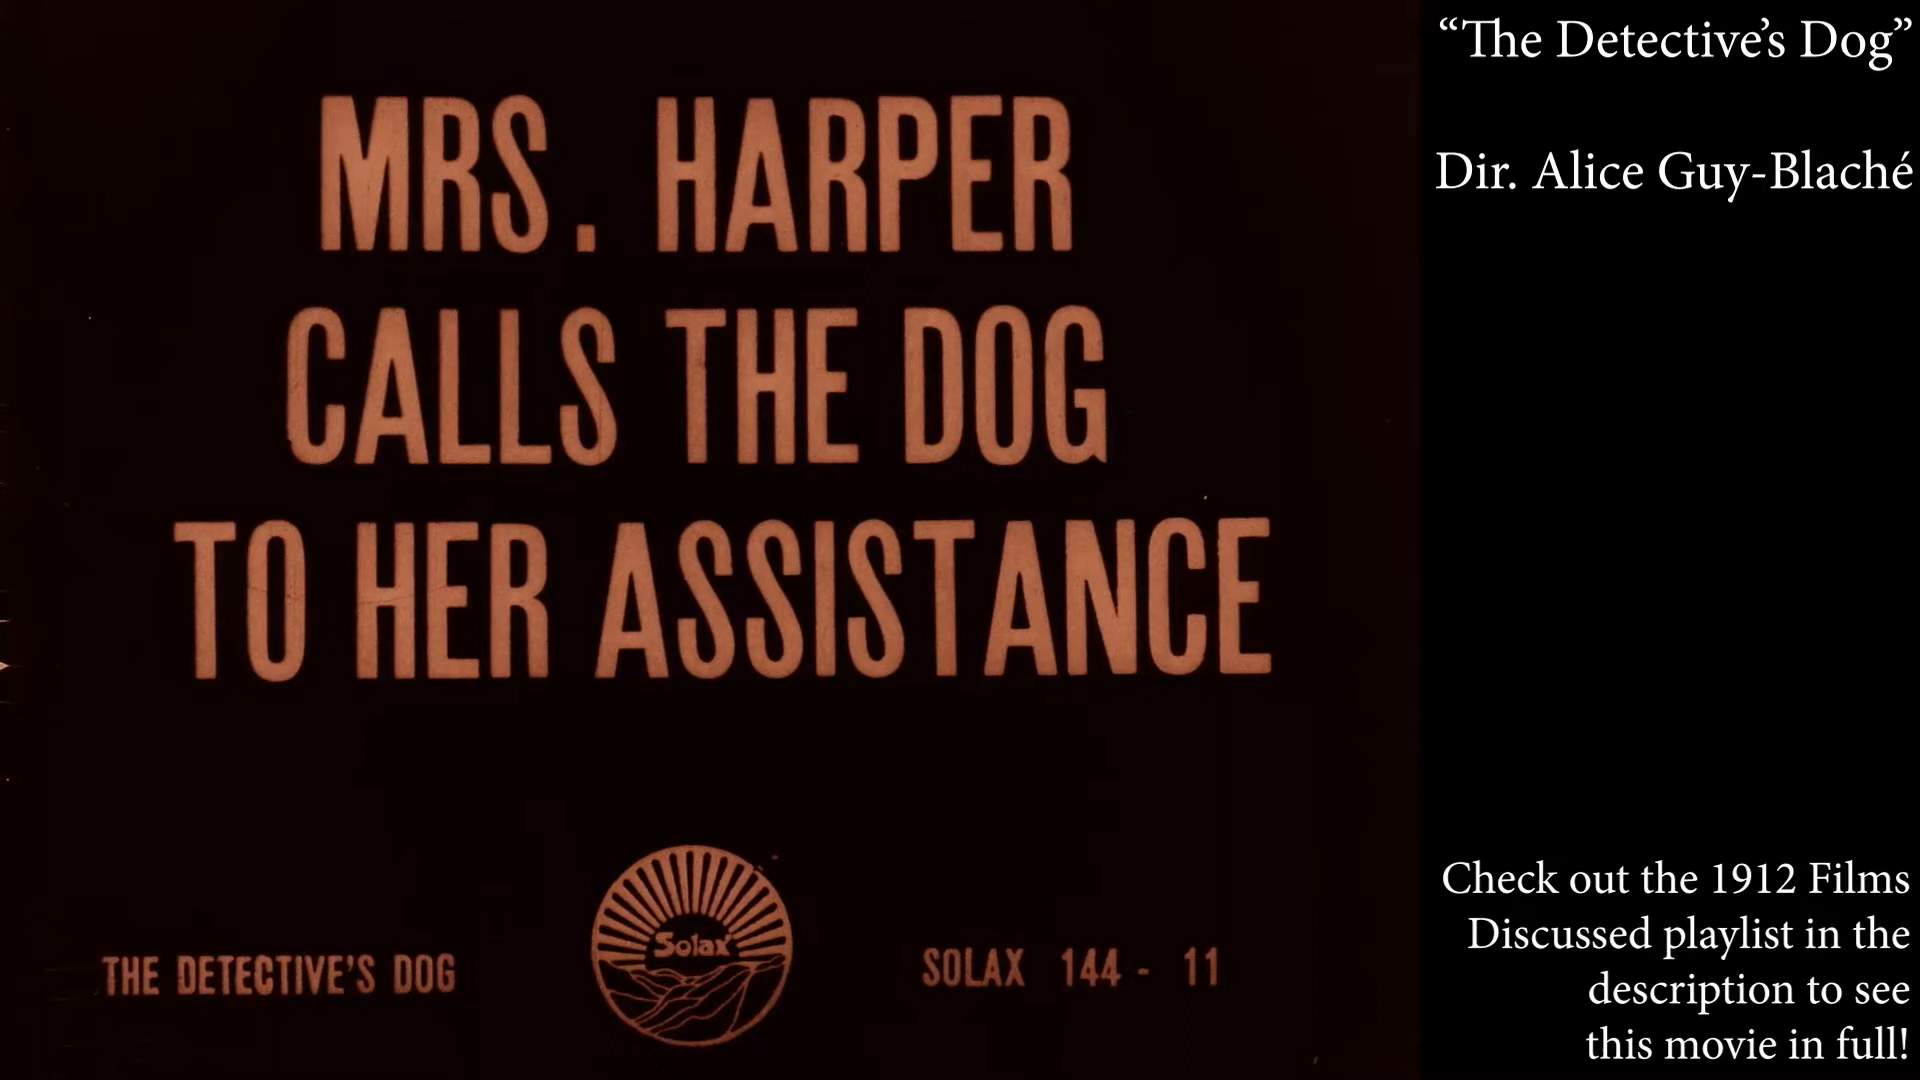 MRS. HARPER
CALLS THE DOG
TO HER ASSISTANCE
THE DETECTIVE'S DOG
Solax
SOLAX 144 - 11
“The Detective’s Dog”
Dir. Alice Guy-Blaché
Check out the 1912 Films
Discussed playlist in the
description to see
this movie in full!